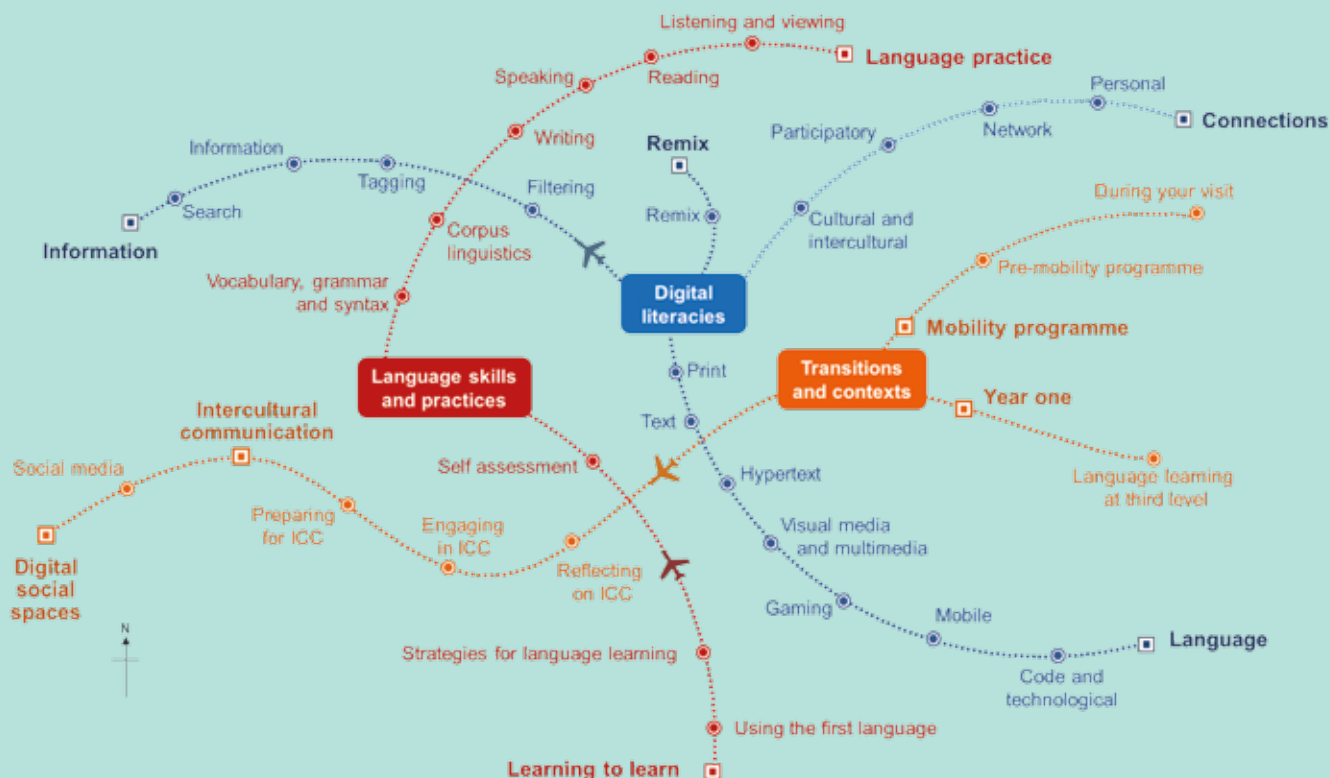 Listening and viewing
Language practice
Speaking
Reading
Personal
Connections
Writing
Participatory
Network
Information
Remix
Tagging
Filtering
During your visit
Search
Remix
Cultural and
intercultural
Information
Corpus
linguistics
Pre-mobility programme
Vocabulary, grammar
and syntax
Digital
literacies
Mobility programme
Print
Language skills
and practices
Transitions
and contexts
Year one
Intercultural
communication
Text
Social media
Self assessment
Hypertext
Language learning
at third level
Preparing
for ICC
Engaging
in ICC
Visual media
and multimedia
Digital
social
spaces
Reflecting
on ICC
Gaming
Mobile
Language
N
Strategies for language learning
Code and
technological
Using the first language
Learning to learn